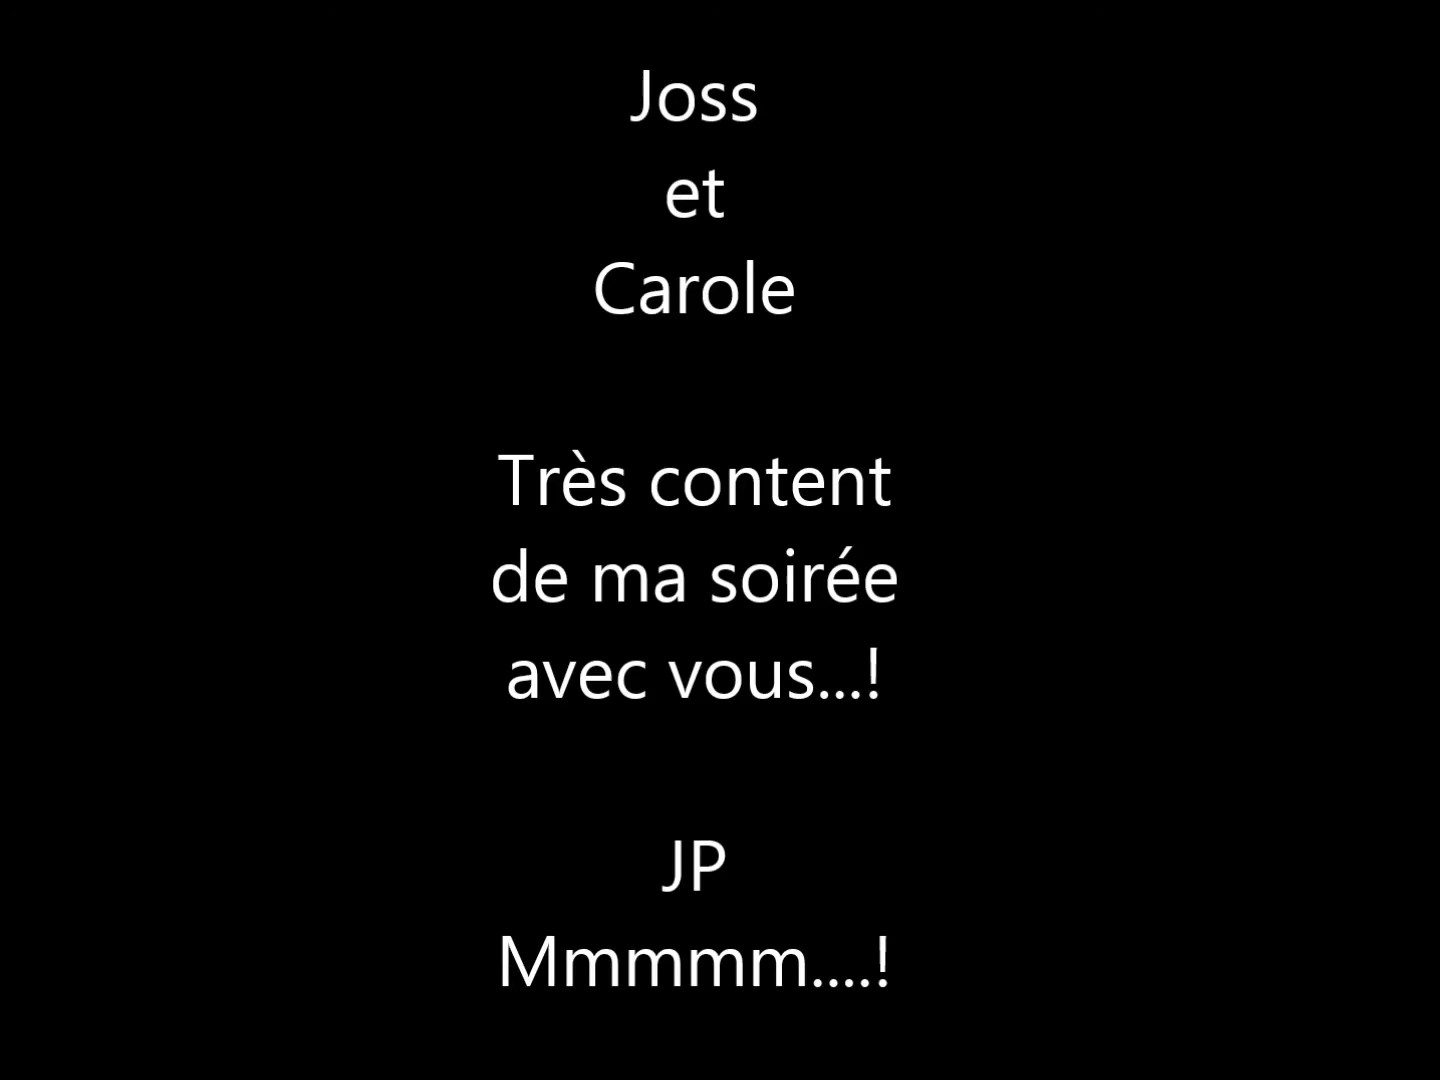 Joss
et
Carole
Très content
de ma soirée
avec vous...!
JP
Mmmmm....!